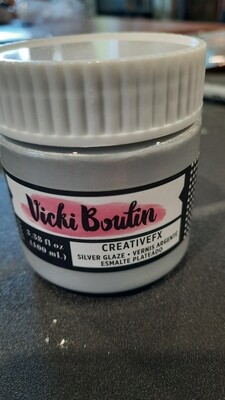 Vicki Boutin
3.38 fl oz
(100 mL)
CREATIVEFX
SILVER GLAZE • VERNIS ARGENTÉ
ESMALTE PLATEADO